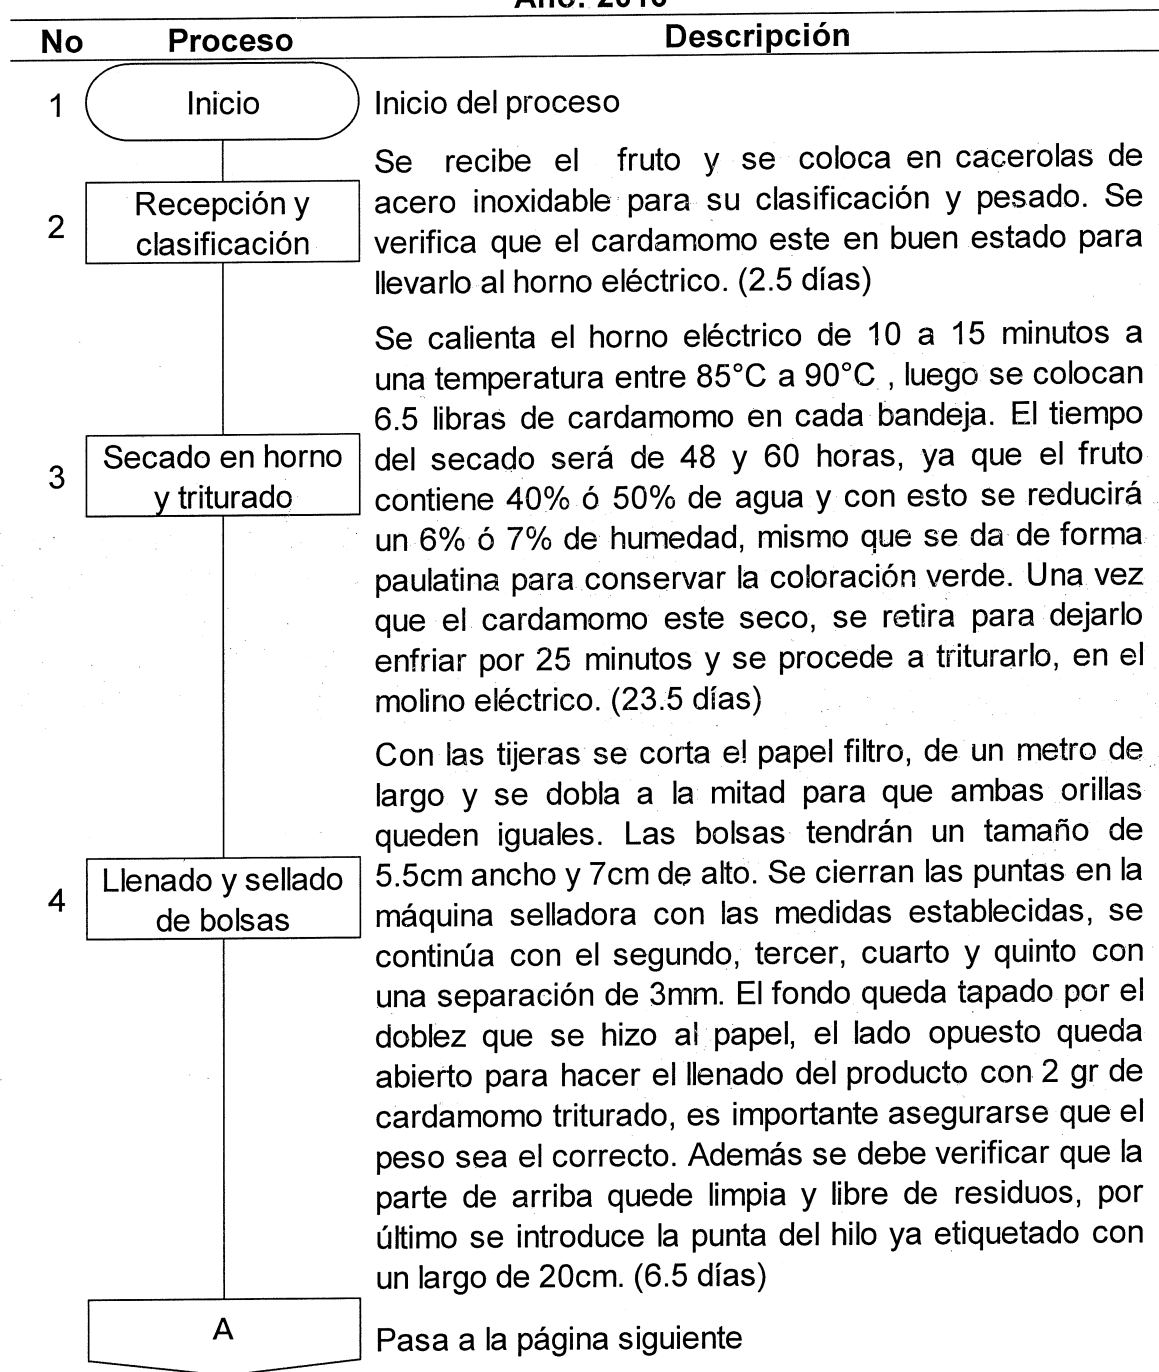 No Proceso Descripción
1 Inicio Inicio del proceso
Se recibe el fruto y se coloca en cacerolas de
acero inoxidable para su clasificación y pesado. Se
verifica que el cardamomo este en buen estado para
llevarlo al horno eléctrico. (2.5 días)
2 Recepción y
clasificación
Se calienta el horno eléctrico de 10 a 15 minutos a
una temperatura entre 85°C a 90°C , luego se colocan
6.5 libras de cardamomo en cada bandeja. El tiempo
del secado será de 48 y 60 horas, ya que el fruto
contiene 40% ó 50% de agua y con esto se reducirá
un 6% ó 7% de humedad, mismo que se da de forma
paulatina para conservar la coloración verde. Una vez
que el cardamomo este seco, se retira para dejarlo
enfriar por 25 minutos y se procede a triturarlo, en el
molino eléctrico. (23.5 días)
3 Secado en horno
y triturado
Con las tijeras se corta el papel filtro, de un metro de
largo y se dobla a la mitad para que ambas orillas
queden iguales. Las bolsas tendrán un tamaño de
5.5cm ancho y 7cm de alto. Se cierran las puntas en la
máquina selladora con las medidas establecidas, se
continúa con el segundo, tercer, cuarto y quinto con
una separación de 3mm. El fondo queda tapado por el
doblez que se hizo al papel, el lado opuesto queda
abierto para hacer el llenado del producto con 2 gr de
cardamomo triturado, es importante asegurarse que el
peso sea el correcto. Además se debe verificar que la
parte de arriba quede limpia y libre de residuos, por
último se introduce la punta del hilo ya etiquetado con
un largo de 20cm. (6.5 días)
4 Llenado y sellado
de bolsas
A Pasa a la página siguiente